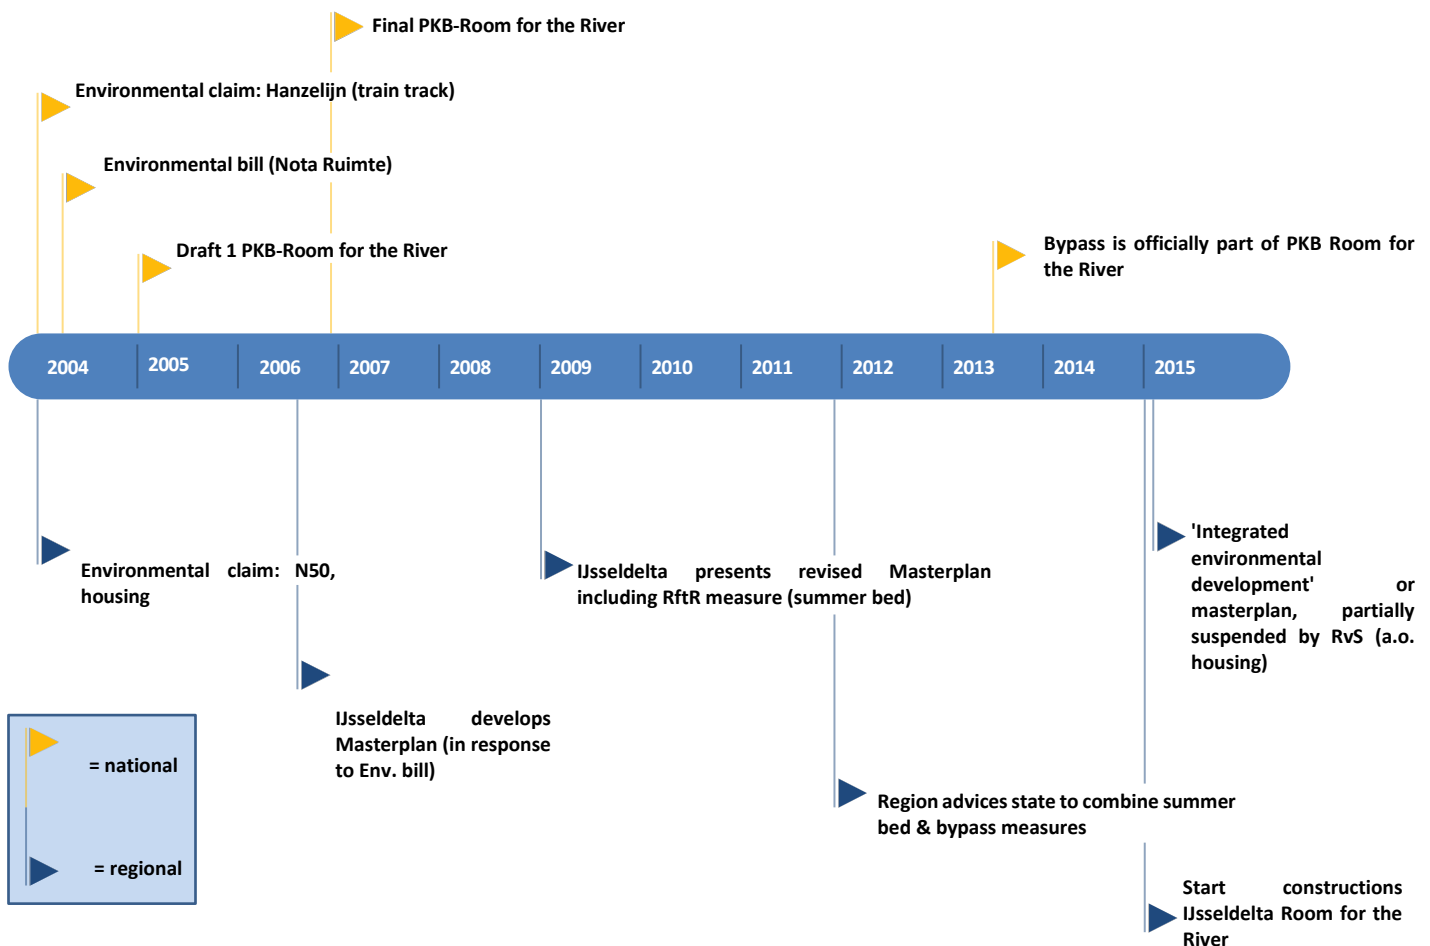 Final PKB-Room for the River
Environmental claim: Hanzelijn (train track)
Environmental bill (Nota Ruimte)
Draft 1 PKB-Room for the River
Bypass is officially part of PKB Room for
the River
2004
2005
2006
2007
2008
2009
2010
2011
2012
2013
2014
2015
Environmental claim: N50,
housing
IJsseldelta develops
Masterplan (in response
to Env. bill)
IJsseldelta presents revised Masterplan
including RftR measure (summer bed)
Region advices state to combine summer
bed & bypass measures
'Integrated
environmental
development' or
masterplan, partially
suspended by RvS (a.o.
housing)
Start constructions
IJsseldelta Room for the
River
= national
= regional